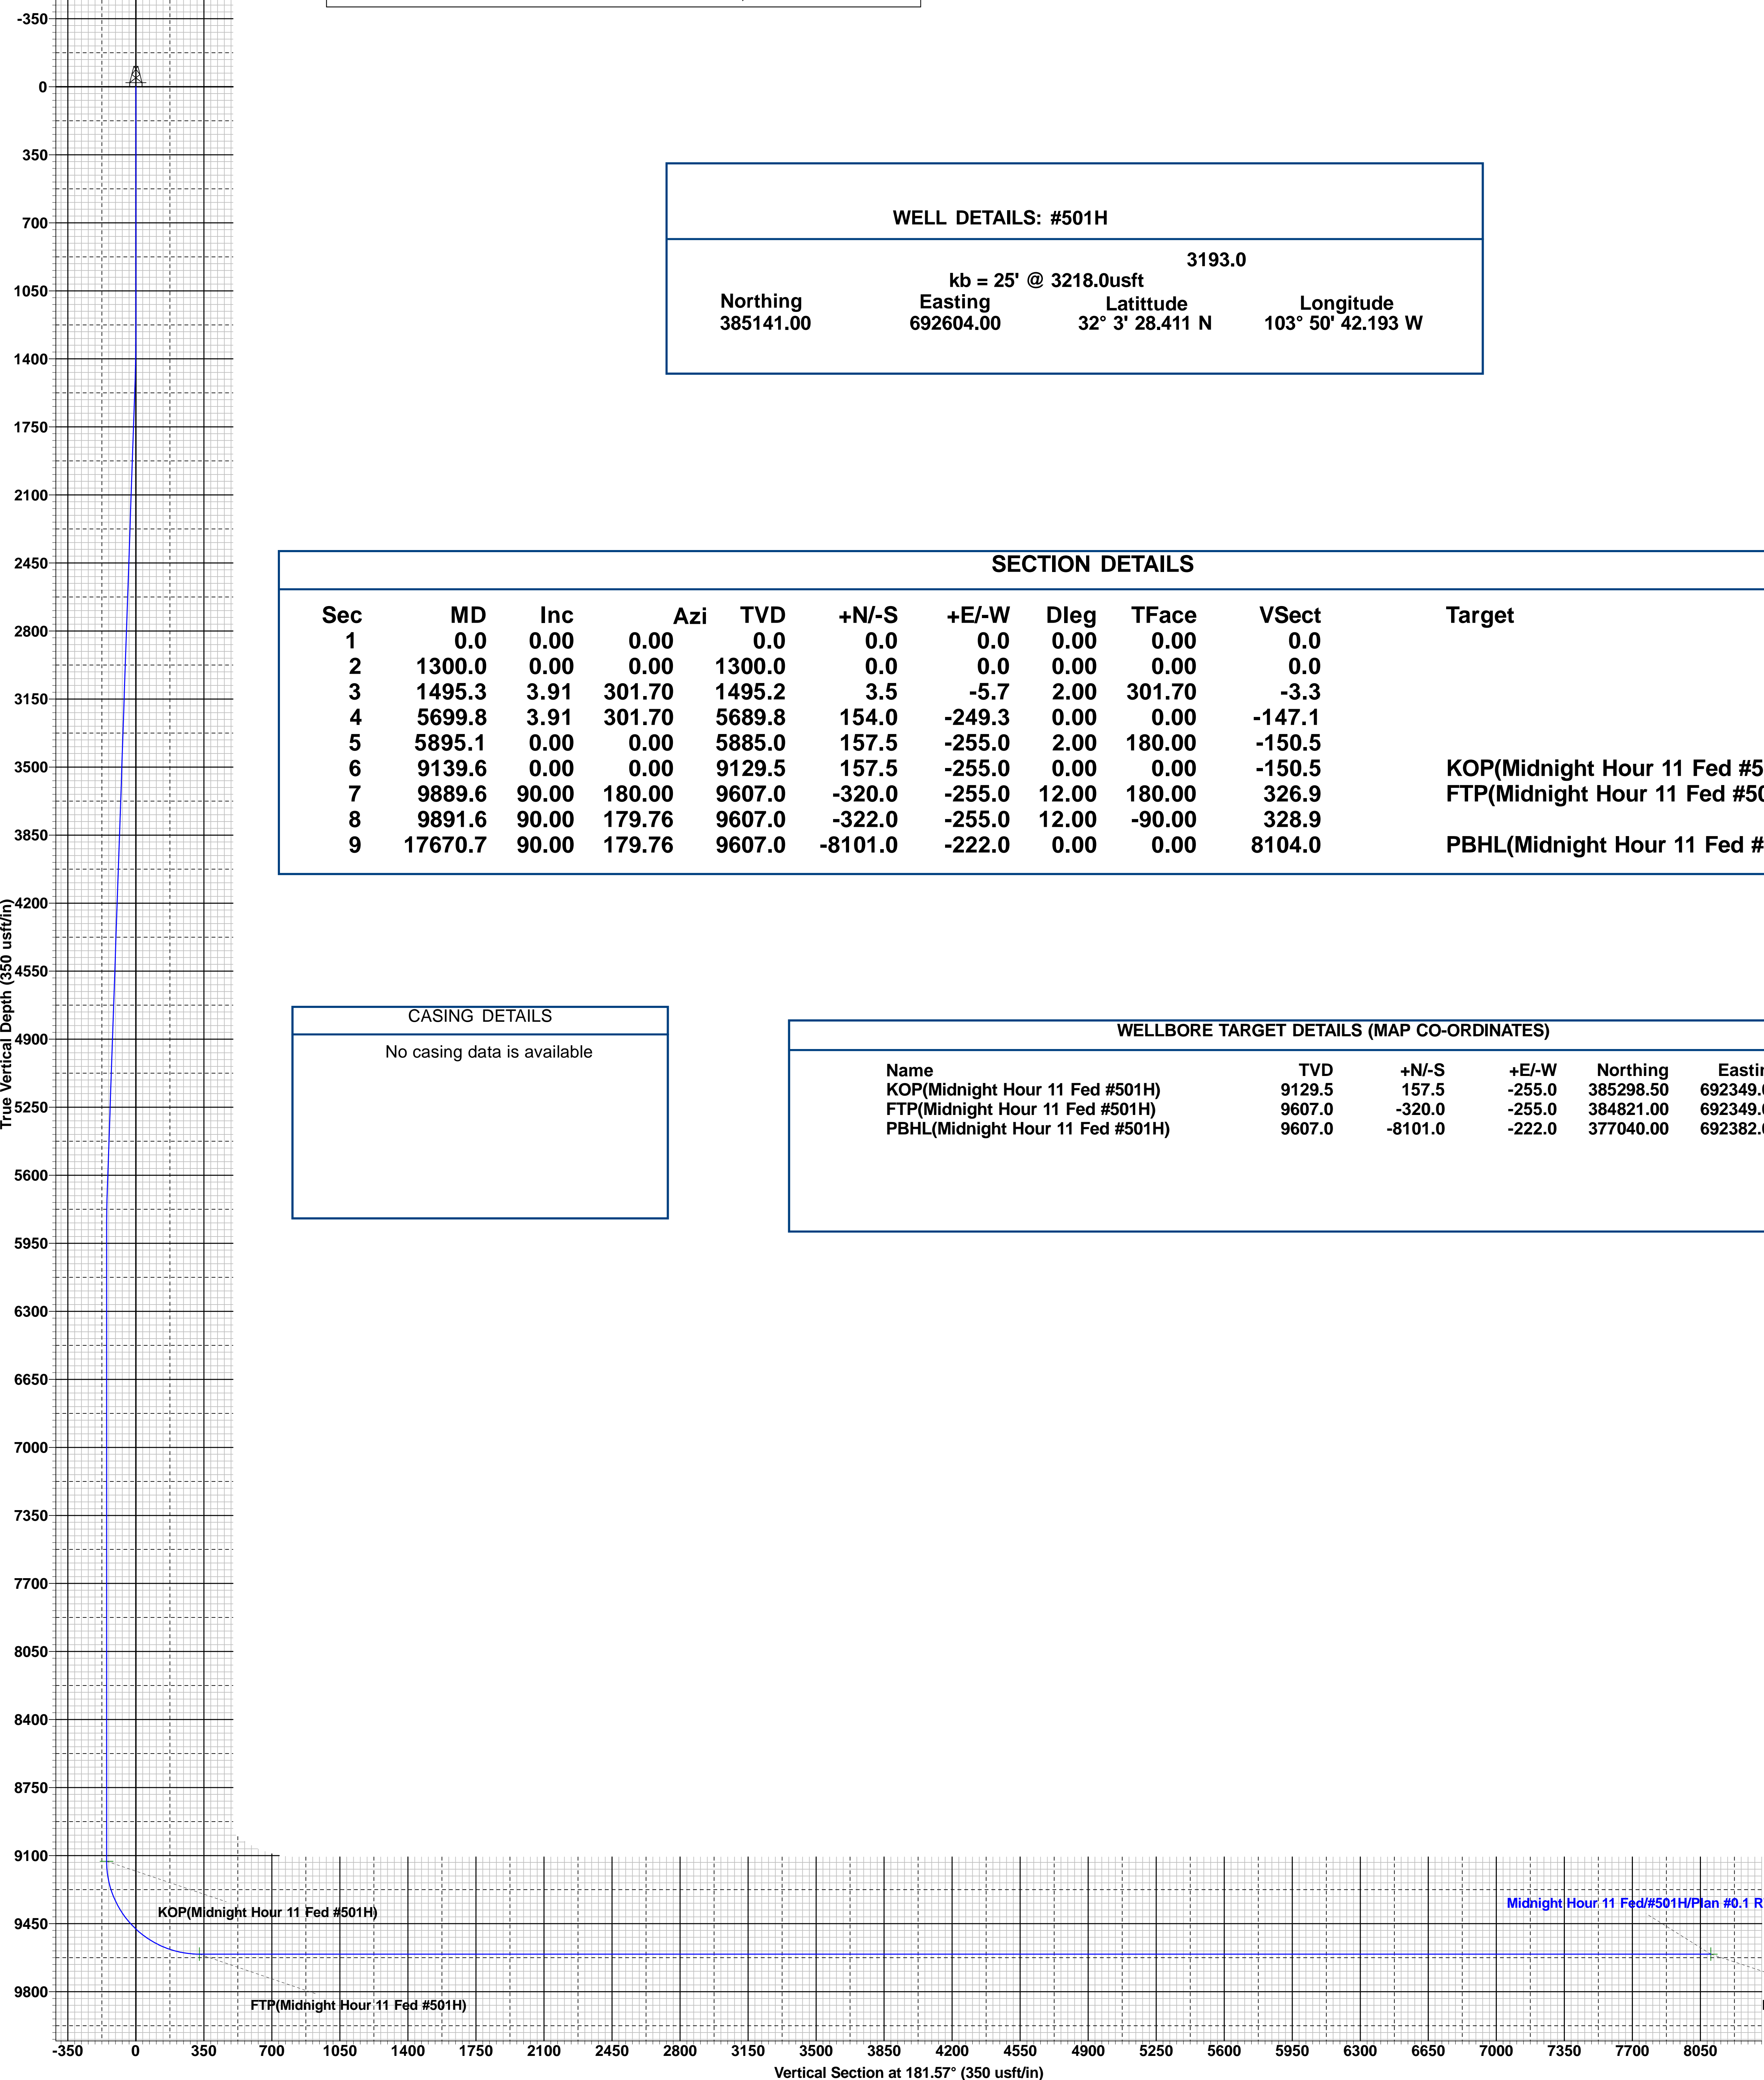 -350
0
350
700
1050
1400
1750
2100
2450
2800
3150
3500
3850
4200
4550
4900
5250
5600
5950
6300
6650
7000
7350
7700
8050
8400
8750
9100
9450
9800
True Vertical Depth (350 usft/in)
WELL DETAILS: #501H
3193.0
kb = 25' @ 3218.0usft
Northing Easting Latittude Longitude
385141.00 692604.00 32° 3' 28.411 N 103° 50' 42.193 W
SECTION DETAILS
Sec MD Inc Azi TVD +N/-S +E/-W Dleg TFace VSect Target
1 0.0 0.00 0.00 0.0 0.0 0.0 0.00 0.00 0.0
2 1300.0 0.00 0.00 1300.0 0.0 0.0 0.00 0.00 0.0
3 1495.3 3.91 301.70 1495.2 3.5 -5.7 2.00 301.70 -3.3
4 5699.8 3.91 301.70 5689.8 154.0 -249.3 0.00 0.00 -147.1
5 5895.1 0.00 0.00 5885.0 157.5 -255.0 2.00 180.00 -150.5
6 9139.6 0.00 0.00 9129.5 157.5 -255.0 0.00 0.00 -150.5 KOP(Midnight Hour 11 Fed #5
7 9889.6 90.00 180.00 9607.0 -320.0 -255.0 12.00 180.00 326.9 FTP(Midnight Hour 11 Fed #50
8 9891.6 90.00 179.76 9607.0 -322.0 -255.0 12.00 -90.00 328.9
9 17670.7 90.00 179.76 9607.0 -8101.0 -222.0 0.00 0.00 8104.0 PBHL(Midnight Hour 11 Fed #
CASING DETAILS
No casing data is available
WELLBORE TARGET DETAILS (MAP CO-ORDINATES)
Name TVD +N/-S +E/-W Northing Eastin
KOP(Midnight Hour 11 Fed #501H) 9129.5 157.5 -255.0 385298.50 692349.0
FTP(Midnight Hour 11 Fed #501H) 9607.0 -320.0 -255.0 384821.00 692349.0
PBHL(Midnight Hour 11 Fed #501H) 9607.0 -8101.0 -222.0 377040.00 692382.0
KOP(Midnight Hour 11 Fed #501H)
Midnight Hour 11 Fed/#501H/Plan #0.1 R
FTP(Midnight Hour 11 Fed #501H)
-350 0 350 700 1050 1400 1750 2100 2450 2800 3150 3500 3850 4200 4550 4900 5250 5600 5950 6300 6650 7000 7350 7700 8050
Vertical Section at 181.57° (350 usft/in)